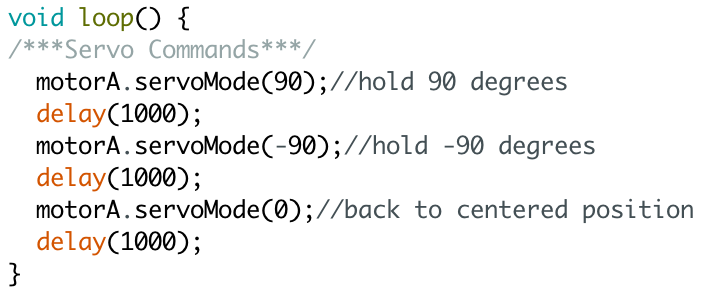 void loop() {
/***Servo Commands***/
  motorA.servoMode(90);//hold 90 degrees
  delay(1000);
  motorA.servoMode(-90);//hold -90 degrees
  delay(1000);
  motorA.servoMode(0);//back to centered position
  delay(1000);
}